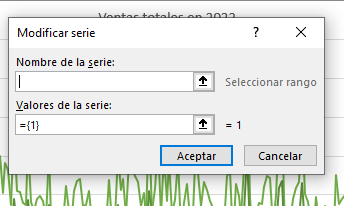 Ventas totales en 2022
Modificar serie ? ×
Nombre de la serie:
Seleccionar rango
Valores de la serie:
={1} = 1
Aceptar Cancelar